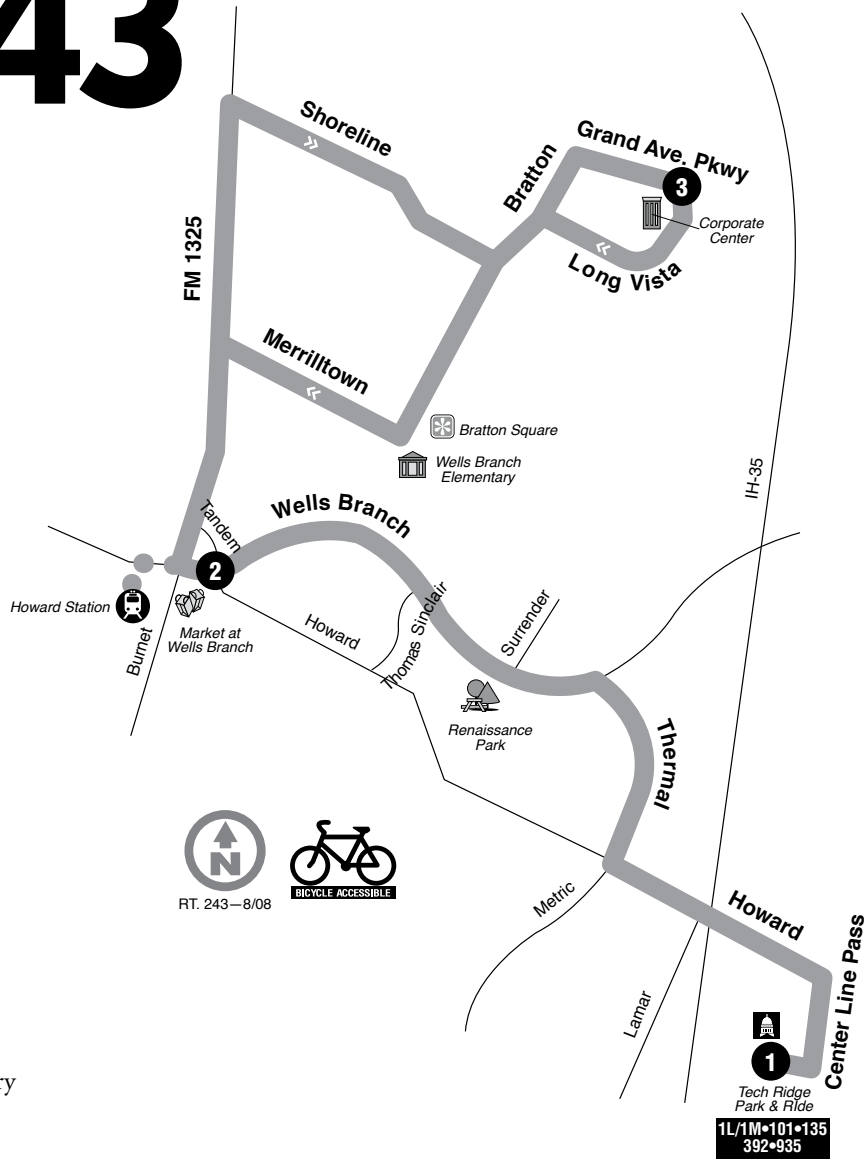 43
Shoreline
Grand Ave. Pkwy
Bratton
3
Corporate
Center
Long Vista
FM 1325
Merrilltown
Bratton Square
Wells Branch
Elementary
IH-35
Wells Branch
Tandem
2
Howard Station
Market at
Wells Branch
Burnet
Howard
Thomas Sinclair
Surrender
Renaissance
Park
Thermal
N
RT. 243—8/08
BICYCLE ACCESSIBLE
Metric
Howard
Lamar
Center Line Pass
1
Tech Ridge
Park & RIde
1L/1M•101•135
392•935
ry